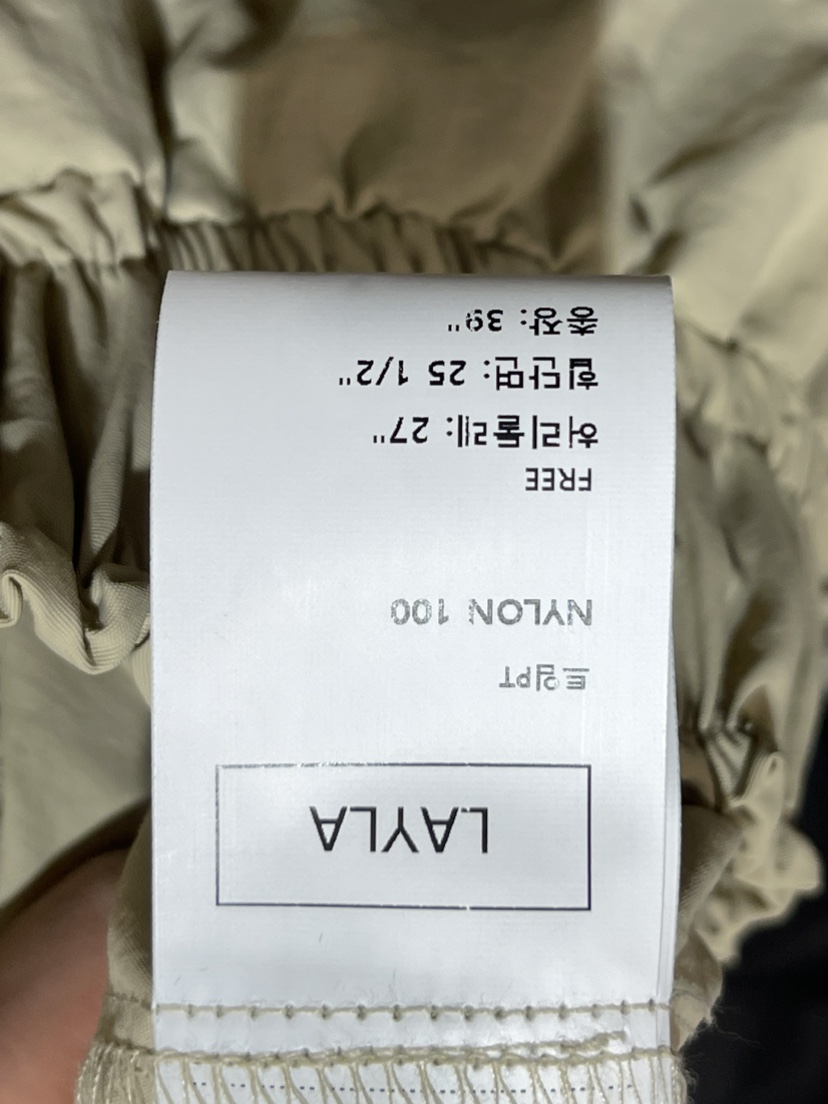 LAYLA
트임PT
NYLON 100
FREE
허리둘레: 27"
힙단면: 25 1/2"
총장: 39"